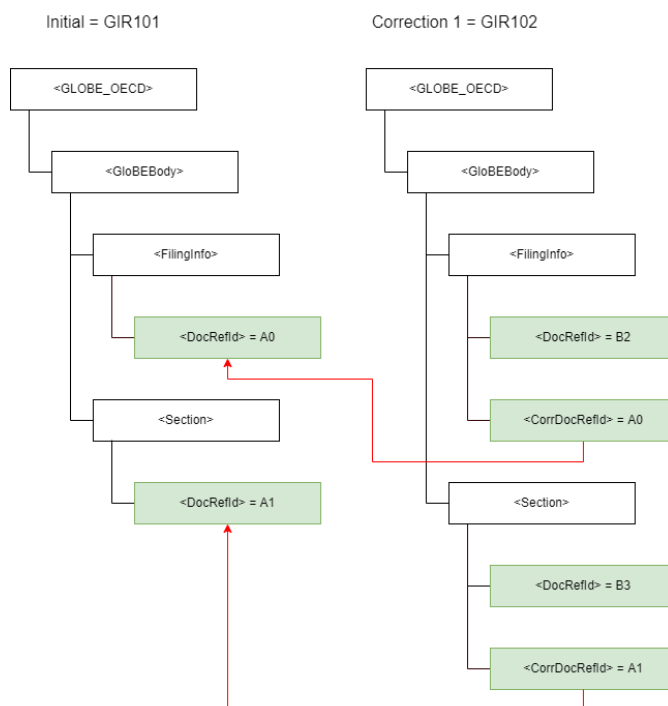 Initial = GIR101
Correction 1 = GIR102
<GLOBE_OECD>
<GLOBE_OECD>
<GloBEBody>
<GloBEBody>
<FilingInfo>
<FilingInfo>
<DocRefId> = A0
<DocRefId> = B2
<Section>
<CorrDocRefId> = A0
<DocRefId> = A1
<Section>
<DocRefId> = B3
<CorrDocRefId> = A1